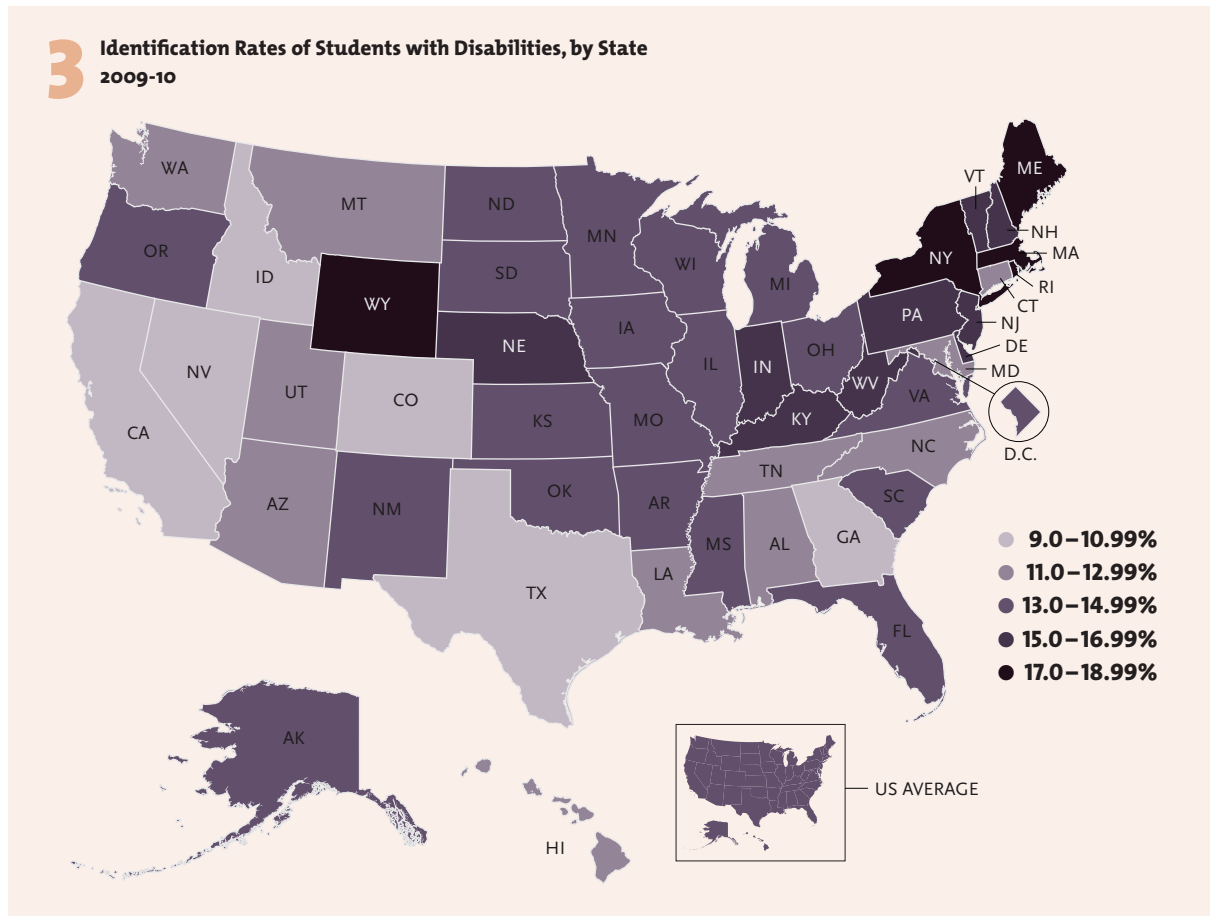 3
Identification Rates of Students with Disabilities, by State
2009-10
WA
MT
ND
MN
VT
ME
OR
ID
SD
WI
MI
NY
NH
MA
WY
RI
CT
NV
UT
CO
NE
IA
IL
IN
OH
PA
NJ
DE
MD
WV
VA
CA
KS
MO
KY
D.C.
AZ
NM
OK
AR
TN
NC
SC
TX
LA
MS
AL
GA
FL
9.0–10.99%
11.0–12.99%
13.0–14.99%
15.0–16.99%
17.0–18.99%
AK
HI
US AVERAGE